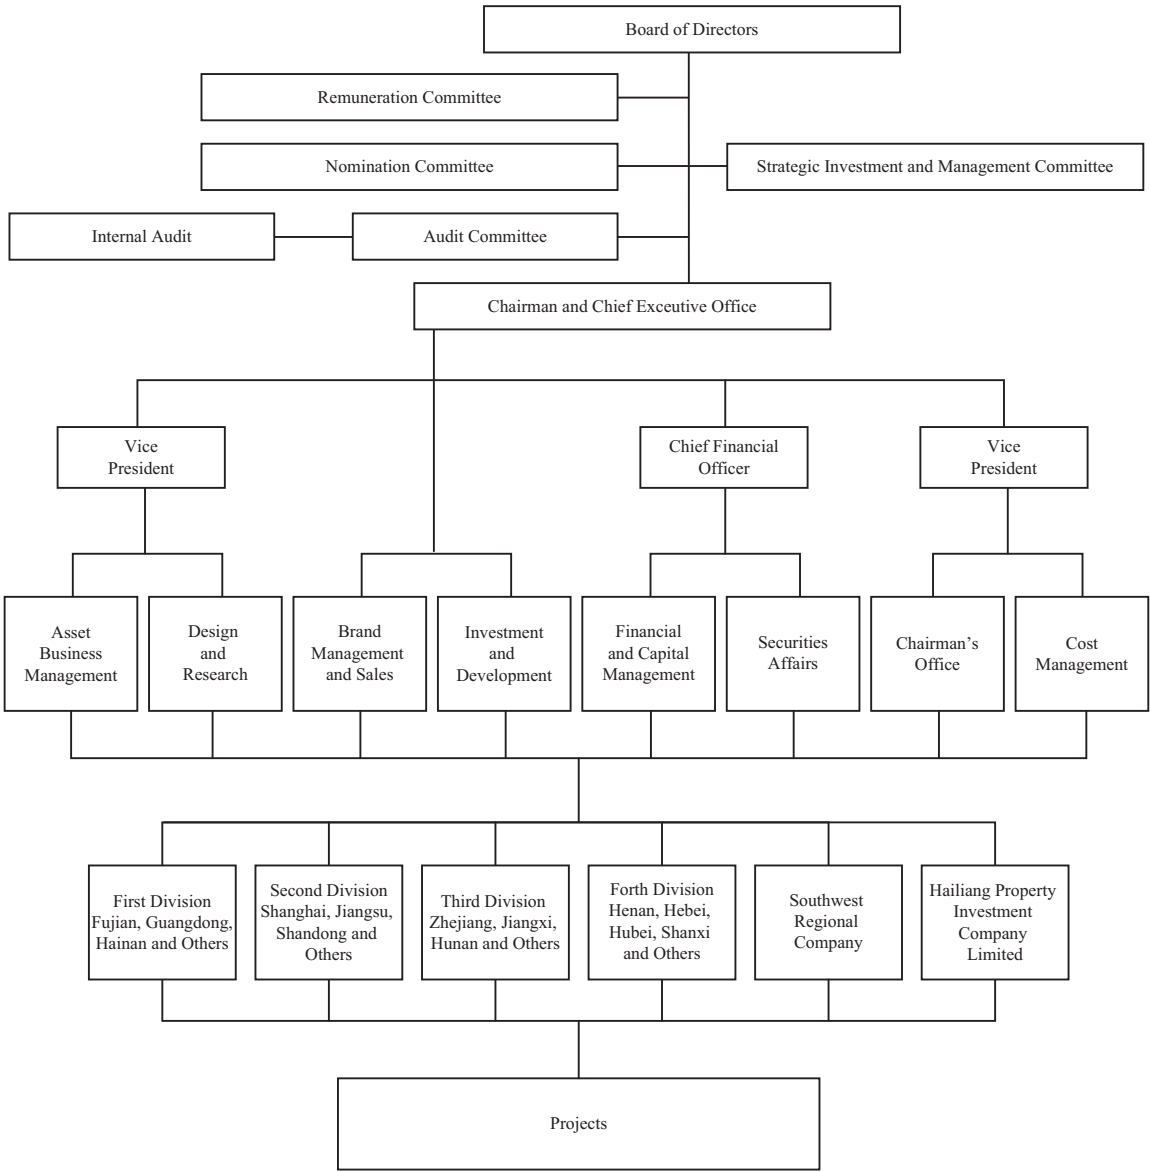 Board of Directors
Remuneration Committee
Nomination Committee
Strategic Investment and Management Committee
Internal Audit
Audit Committee
Chairman and Chief Exceutive Office
Vice
President
Chief Financial
Officer
Vice
President
Asset
Business
Management
Design
and
Research
Brand
Management
and Sales
Investment
and
Development
Financial
and Capital
Management
Securities
Affairs
Chairman’s
Office
Cost
Management
First Division
Fujian, Guangdong,
Hainan and Others
Second Division
Shanghai, Jiangsu,
Shandong and
Others
Third Division
Zhejiang, Jiangxi,
Hunan and Others
Forth Division
Henan, Hebei,
Hubei, Shanxi
and Others
Southwest
Regional
Company
Hailiang Property
Investment
Company
Limited
Projects